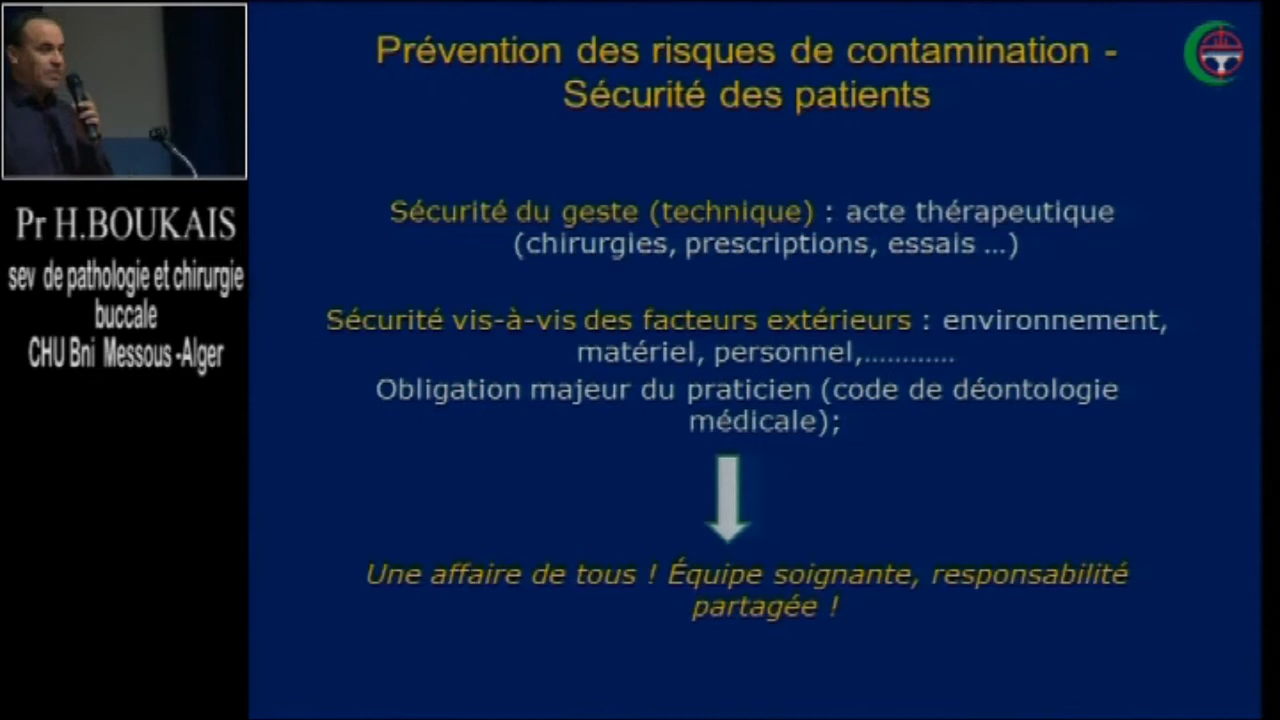 Prévention des risques de contamination -
Sécurité des patients
Sécurité du geste (technique) : acte thérapeutique
(chirurgies, prescriptions, essais ...)
Sécurité vis-à-vis des facteurs extérieurs : environnement,
matériel, personnel,............
Obligation majeur du praticien (code de déontologie
médicale);
Une affaire de tous ! Équipe soignante, responsabilité
partagée !
Pr H.BOUKAIS
sev de pathologie et chirurgie
buccale
CHU Bni Messous -Alger